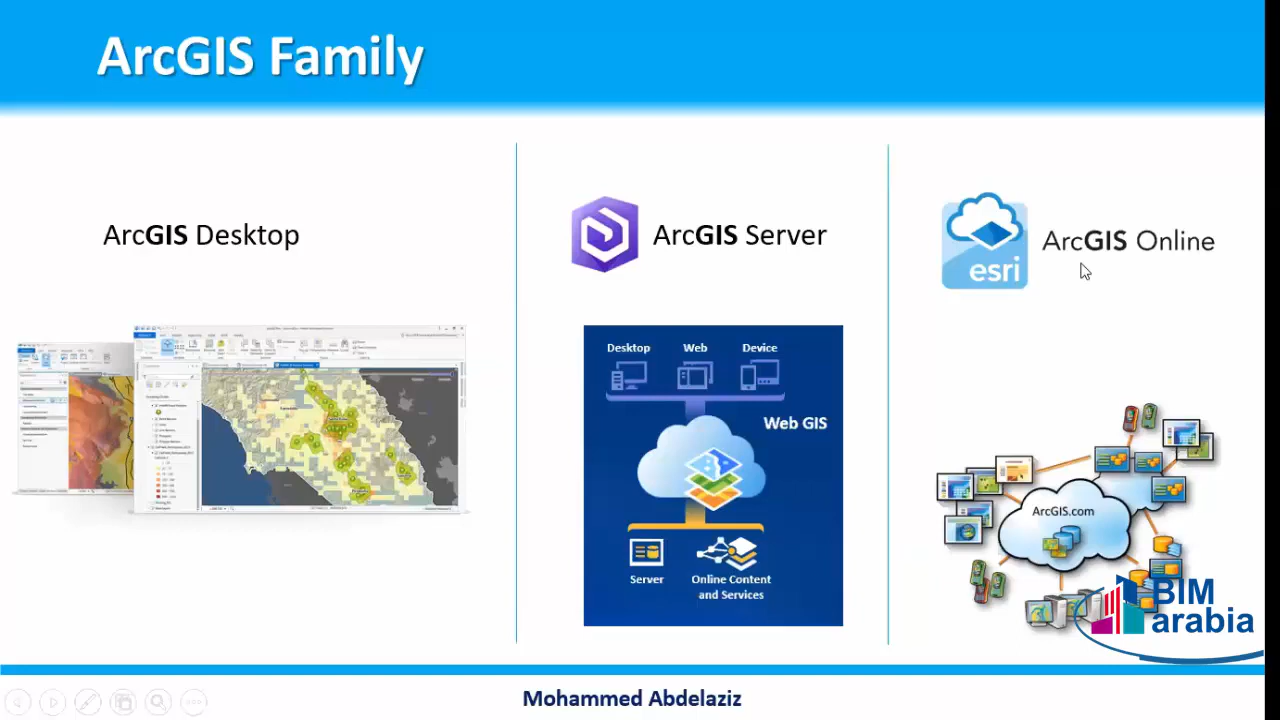 ArcGIS Family
ArcGIS Desktop
ArcGIS Server
esri
ArcGIS Online
Desktop
Web
Device
Web GIS
Server
Online Content
and Services
ArcGIS.com
BIM
arabia
Mohammed Abdelaziz